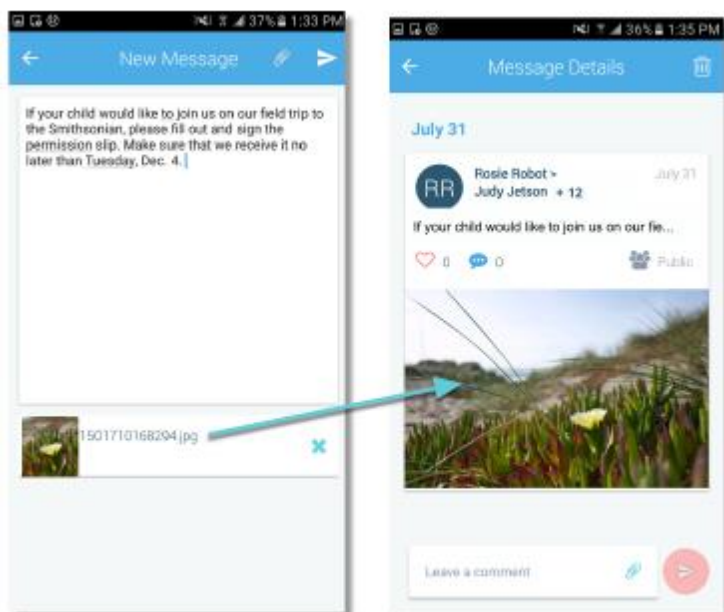 37% 1:33 PM
New Message
If your child would like to join us on our field trip to
the Smithsonian, please fill out and sign the
permission slip. Make sure that we receive it no
later than Tuesday, Dec. 4.
1501710168294.jpg
36% 1:35 PM
Message Details
July 31
RR
Rosie Robot >
July 31
Judy Jetson + 12
If your child would like to join us on our fie...
0
0
Public
Leave a comment